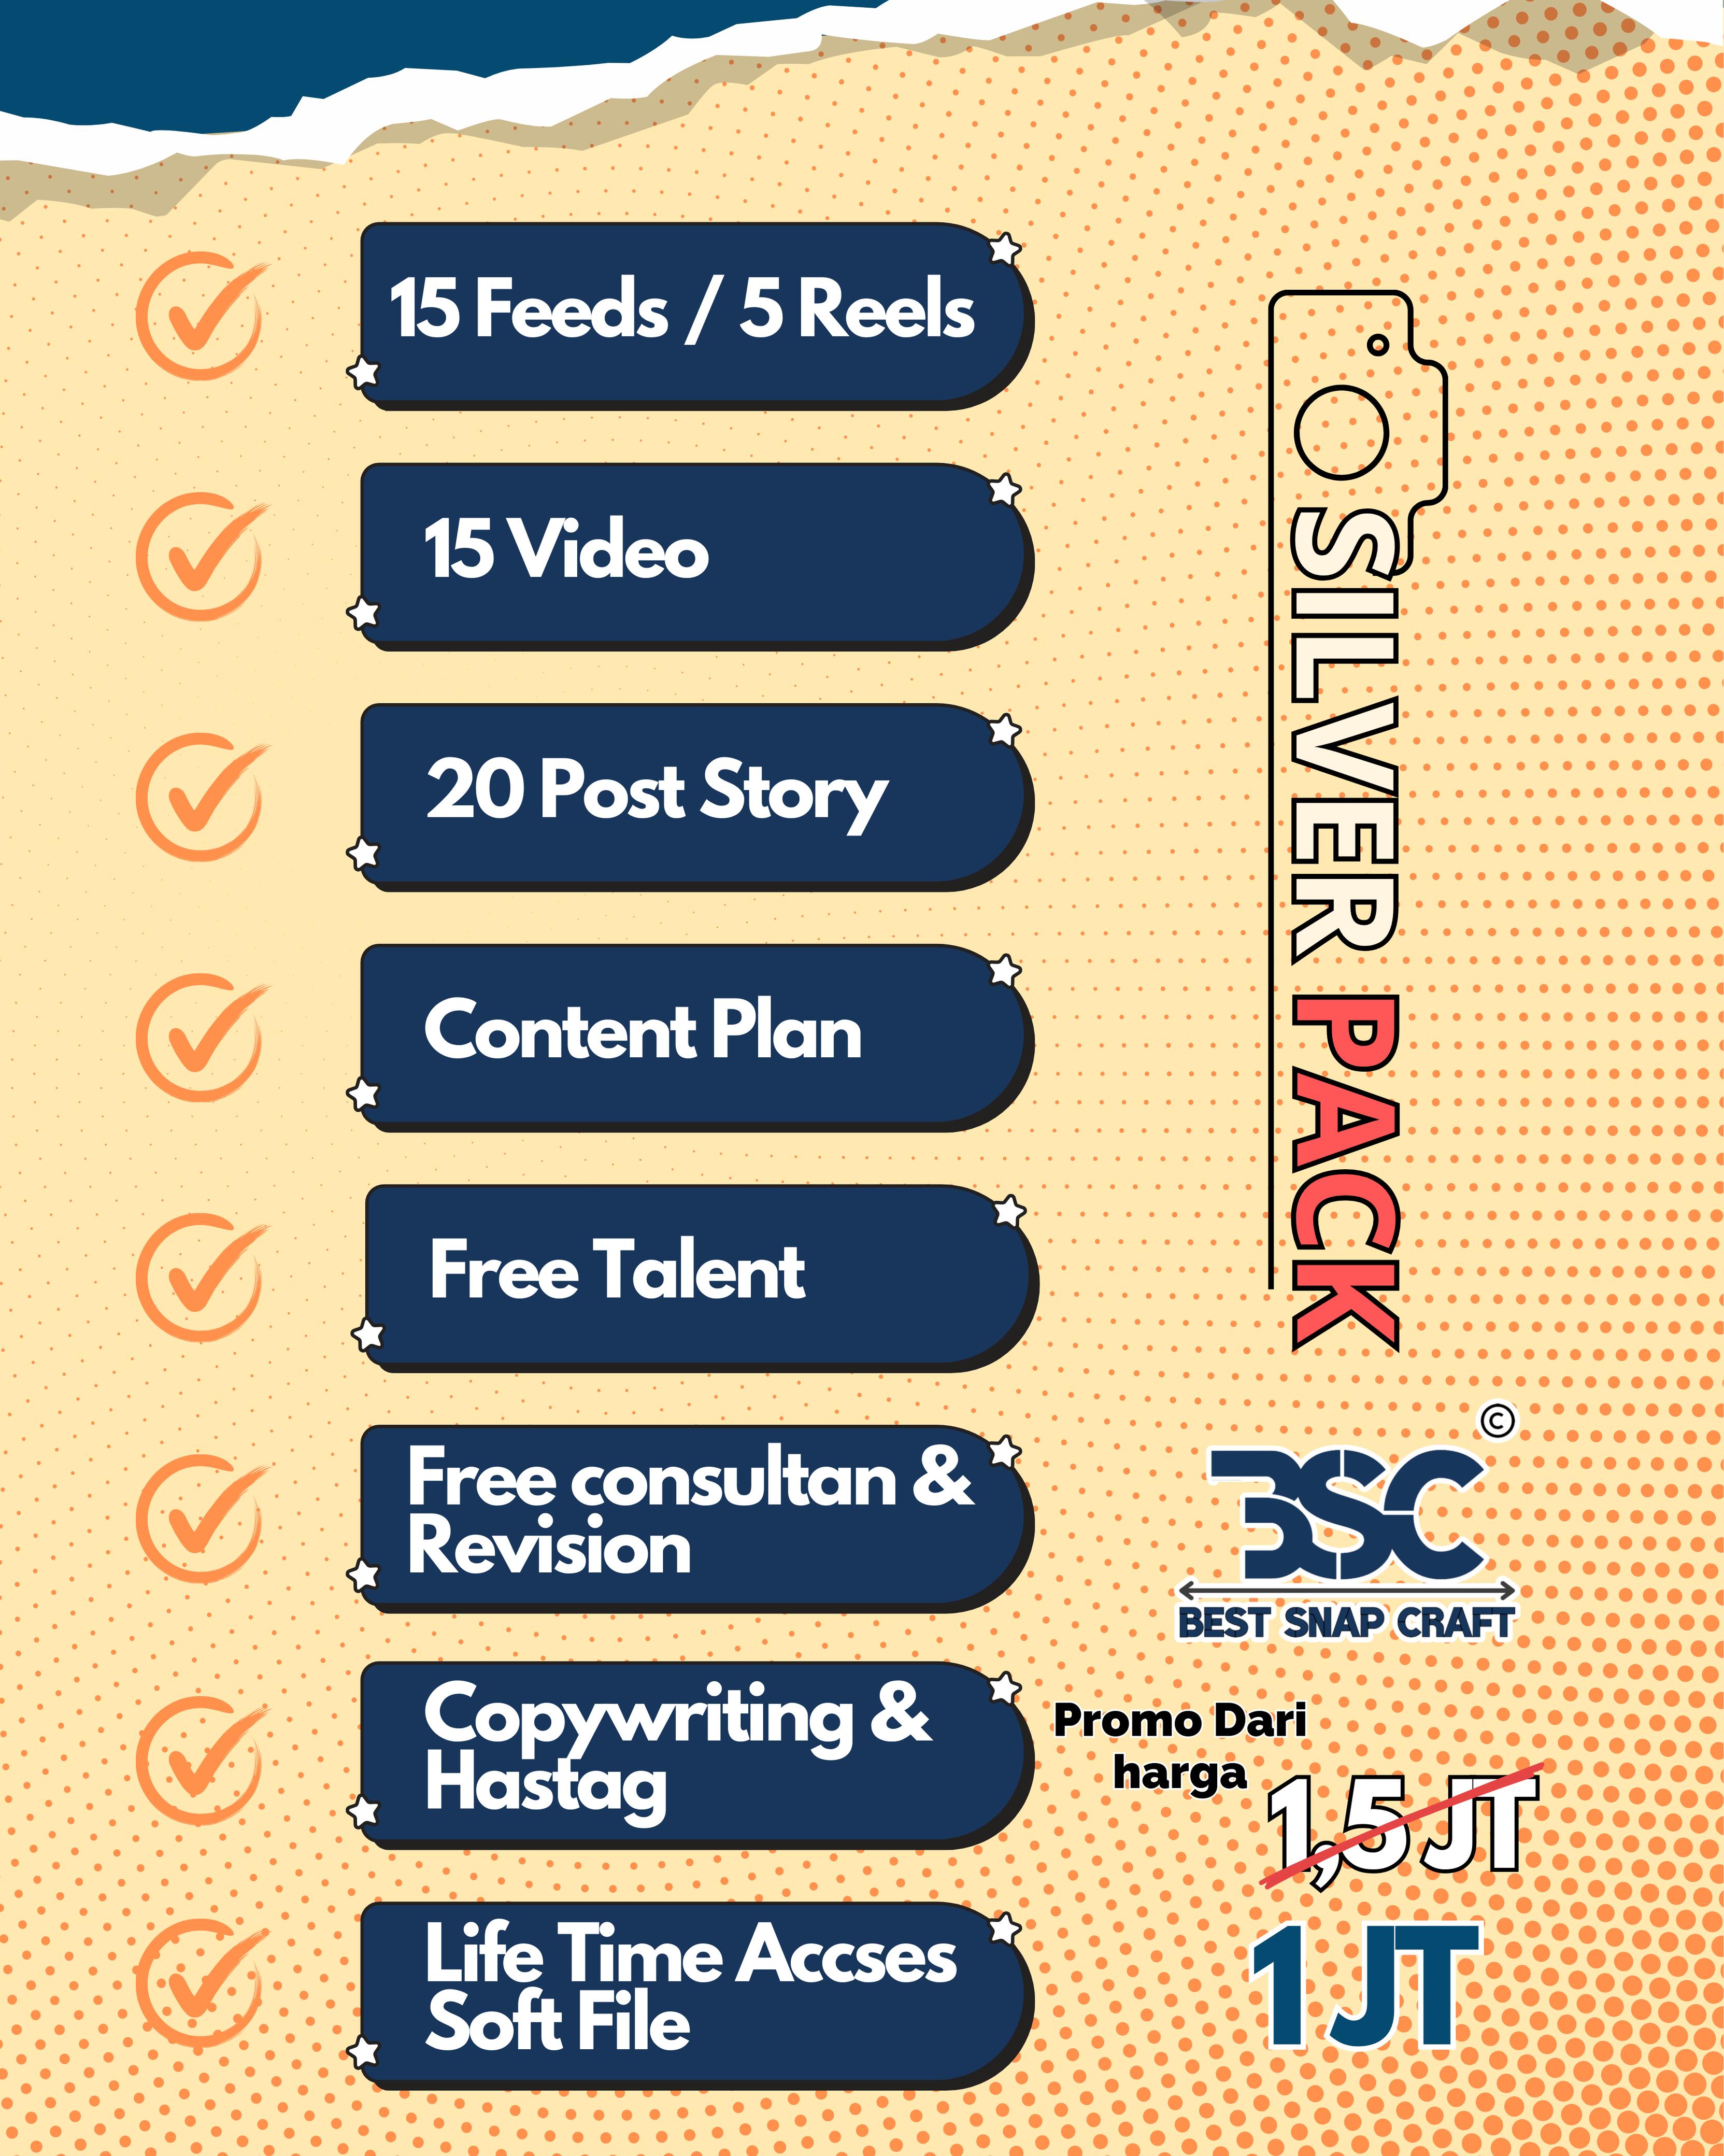 15 Feeds / 5 Reels
15 Video
20 Post Story
Content Plan
Free Talent
Free consultan &
Revision
Copywriting &
Hastag
Life Time Accses
Soft File
SILVER PACK
©
BSC
BEST SNAP CRAFT
Promo Dari
harga
1,5 JT
1 JT